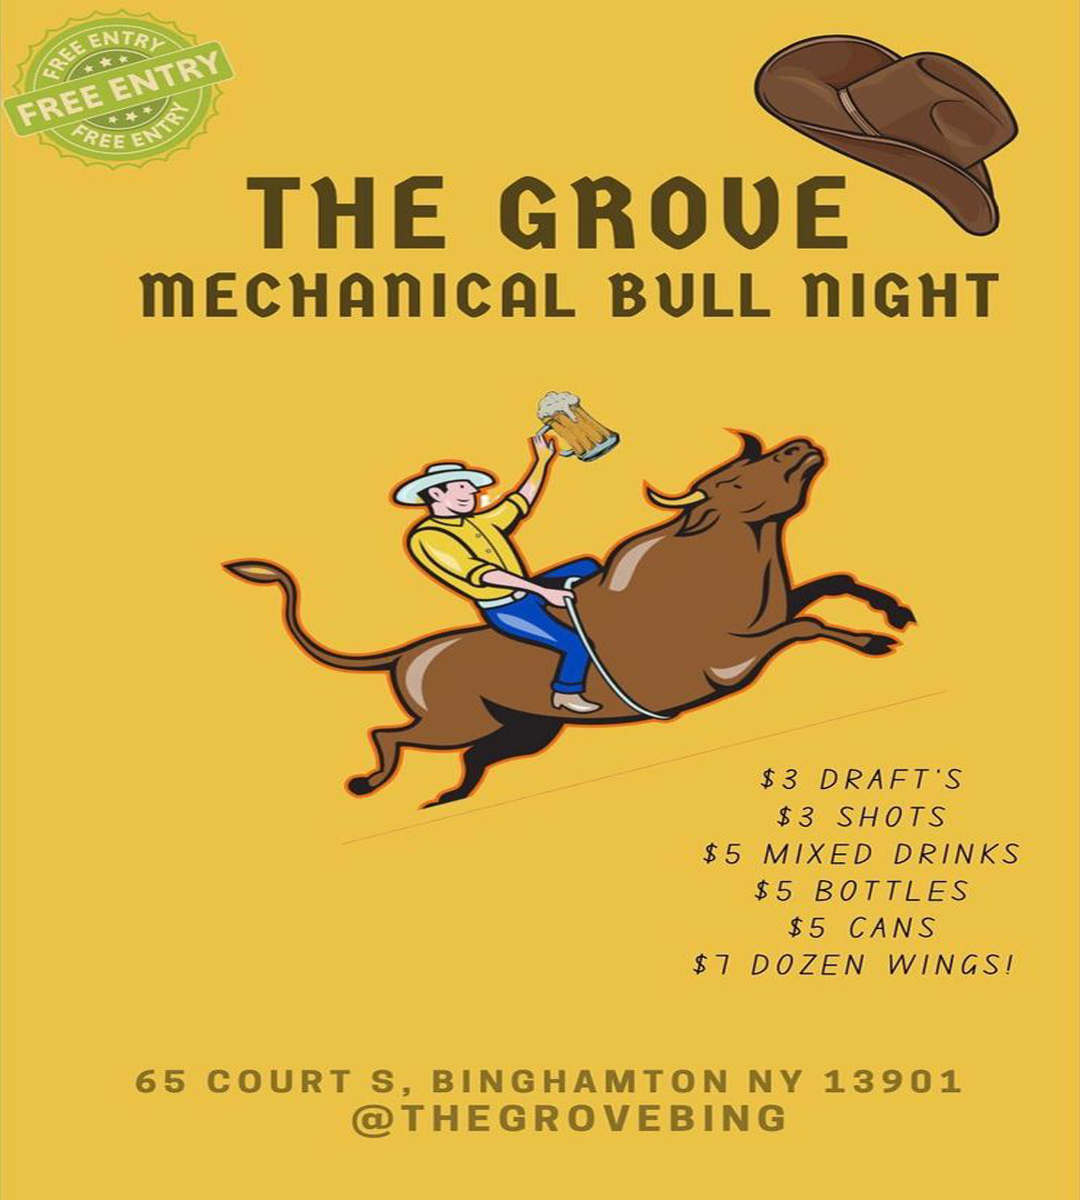 FREE ENTRY
FREE ENTRY
FREE ENTRY
THE GROVE
MECHANICAL BULL NIGHT
$3 DRAFT'S
$3 SHOTS
$5 MIXED DRINKS
$5 BOTTLES
$5 CANS
$7 DOZEN WINGS!
65 COURT S, BINGHAMTON NY 13901
@THEGROVEBING